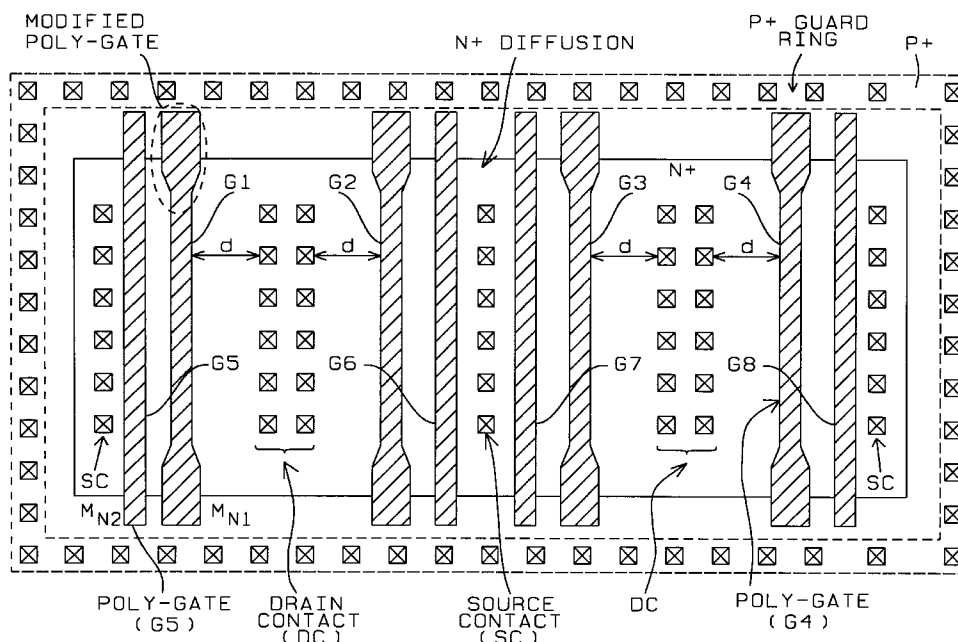 MODIFIED
POLY-GATE
N+ DIFFUSION
P+ GUARD
RING
P+
N+
G1
G2
G3
G4
d
d
d
d
G5
G6
G7
G8
SC
SC
MN2
MN1
POLY-GATE
(G5)
DRAIN
CONTACT
(DC)
SOURCE
CONTACT
(SC)
DC
POLY-GATE
(G4)